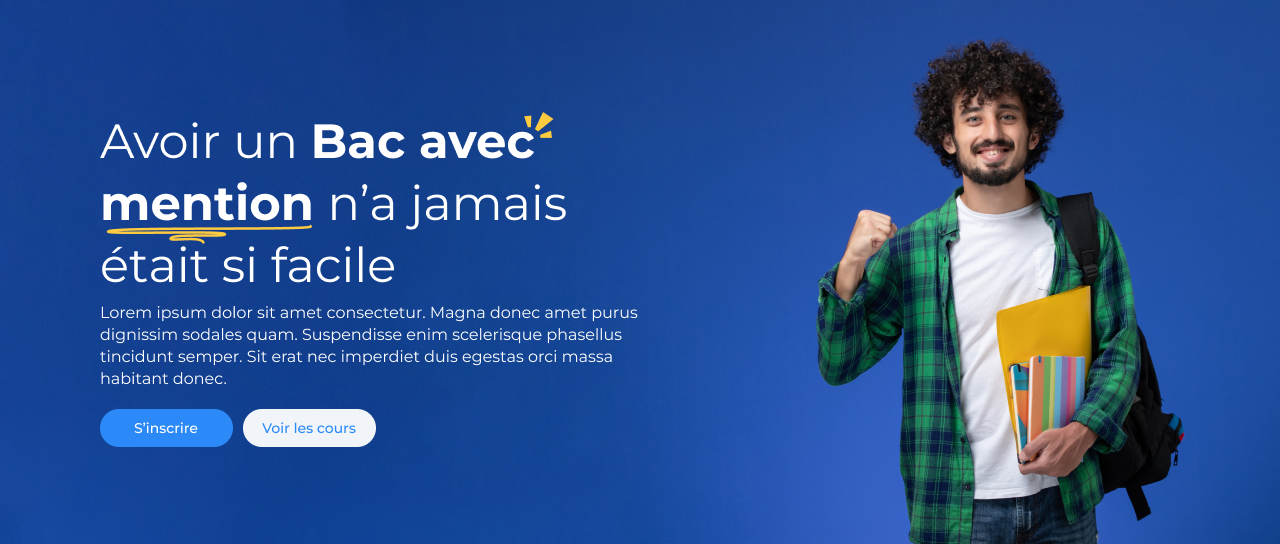 Avoir un Bac avec
mention n’a jamais
était si facile
Lorem ipsum dolor sit amet consectetur. Magna donec amet purus
dignissim sodales quam. Suspendisse enim scelerisque phasellus
tincidunt semper. Sit erat nec imperdiet duis egestas orci massa
habitant donec.
S’inscrire
Voir les cours